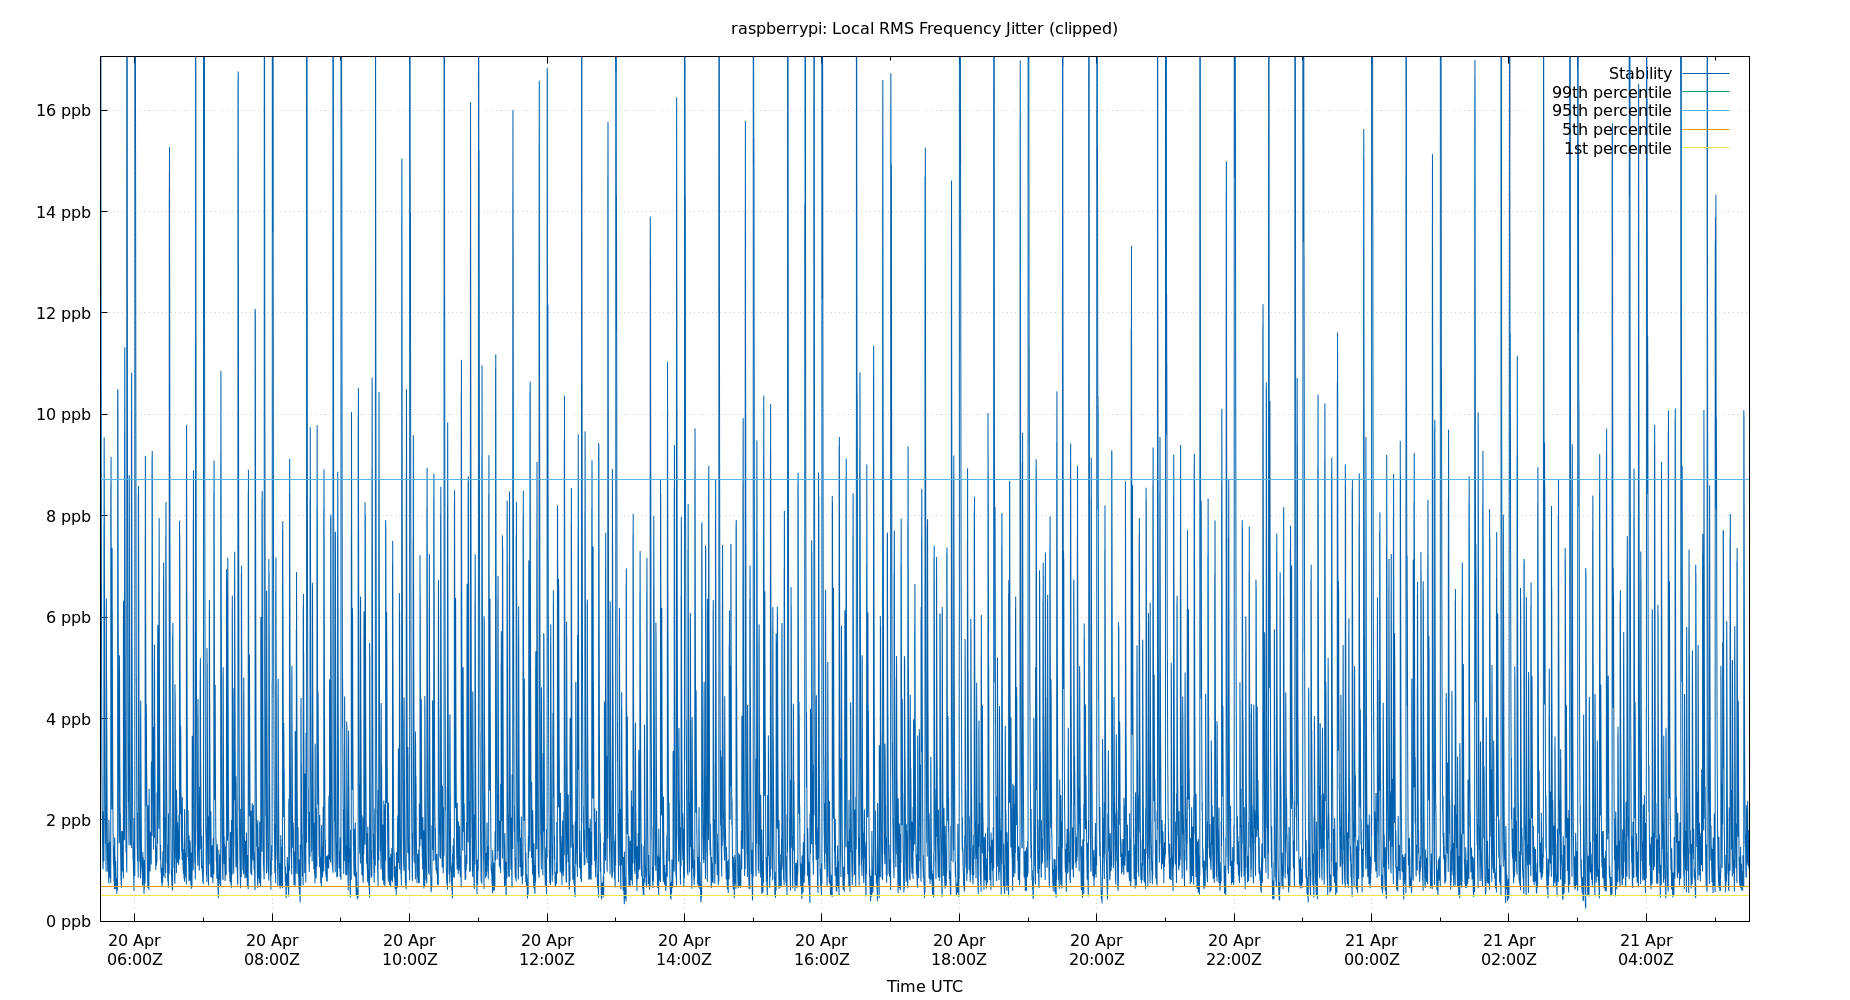 raspberrypi: Local RMS Frequency Jitter (clipped)
Stability
99th percentile
95th percentile
5th percentile
1st percentile
16 ppb
14 ppb
12 ppb
10 ppb
8 ppb
6 ppb
4 ppb
2 ppb
0 ppb
20 Apr 20 Apr 20 Apr 20 Apr 20 Apr 20 Apr 20 Apr 20 Apr 20 Apr 21 Apr 21 Apr 21 Apr
06:00Z 08:00Z 10:00Z 12:00Z 14:00Z 16:00Z 18:00Z 20:00Z 22:00Z 00:00Z 02:00Z 04:00Z
Time UTC